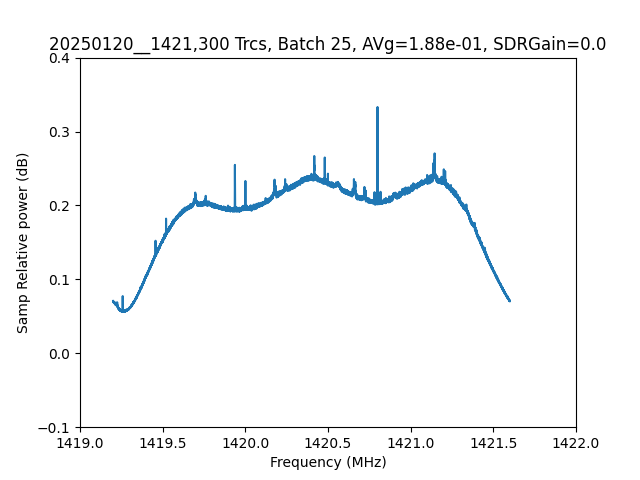 20250120__1421,300 Trcs, Batch 25, AVg=1.88e-01, SDRGain=0.0
0.4
0.3
0.2
0.1
0.0
−0.1
Samp Relative power (dB)
1419.0 1419.5 1420.0 1420.5 1421.0 1421.5 1422.0
Frequency (MHz)